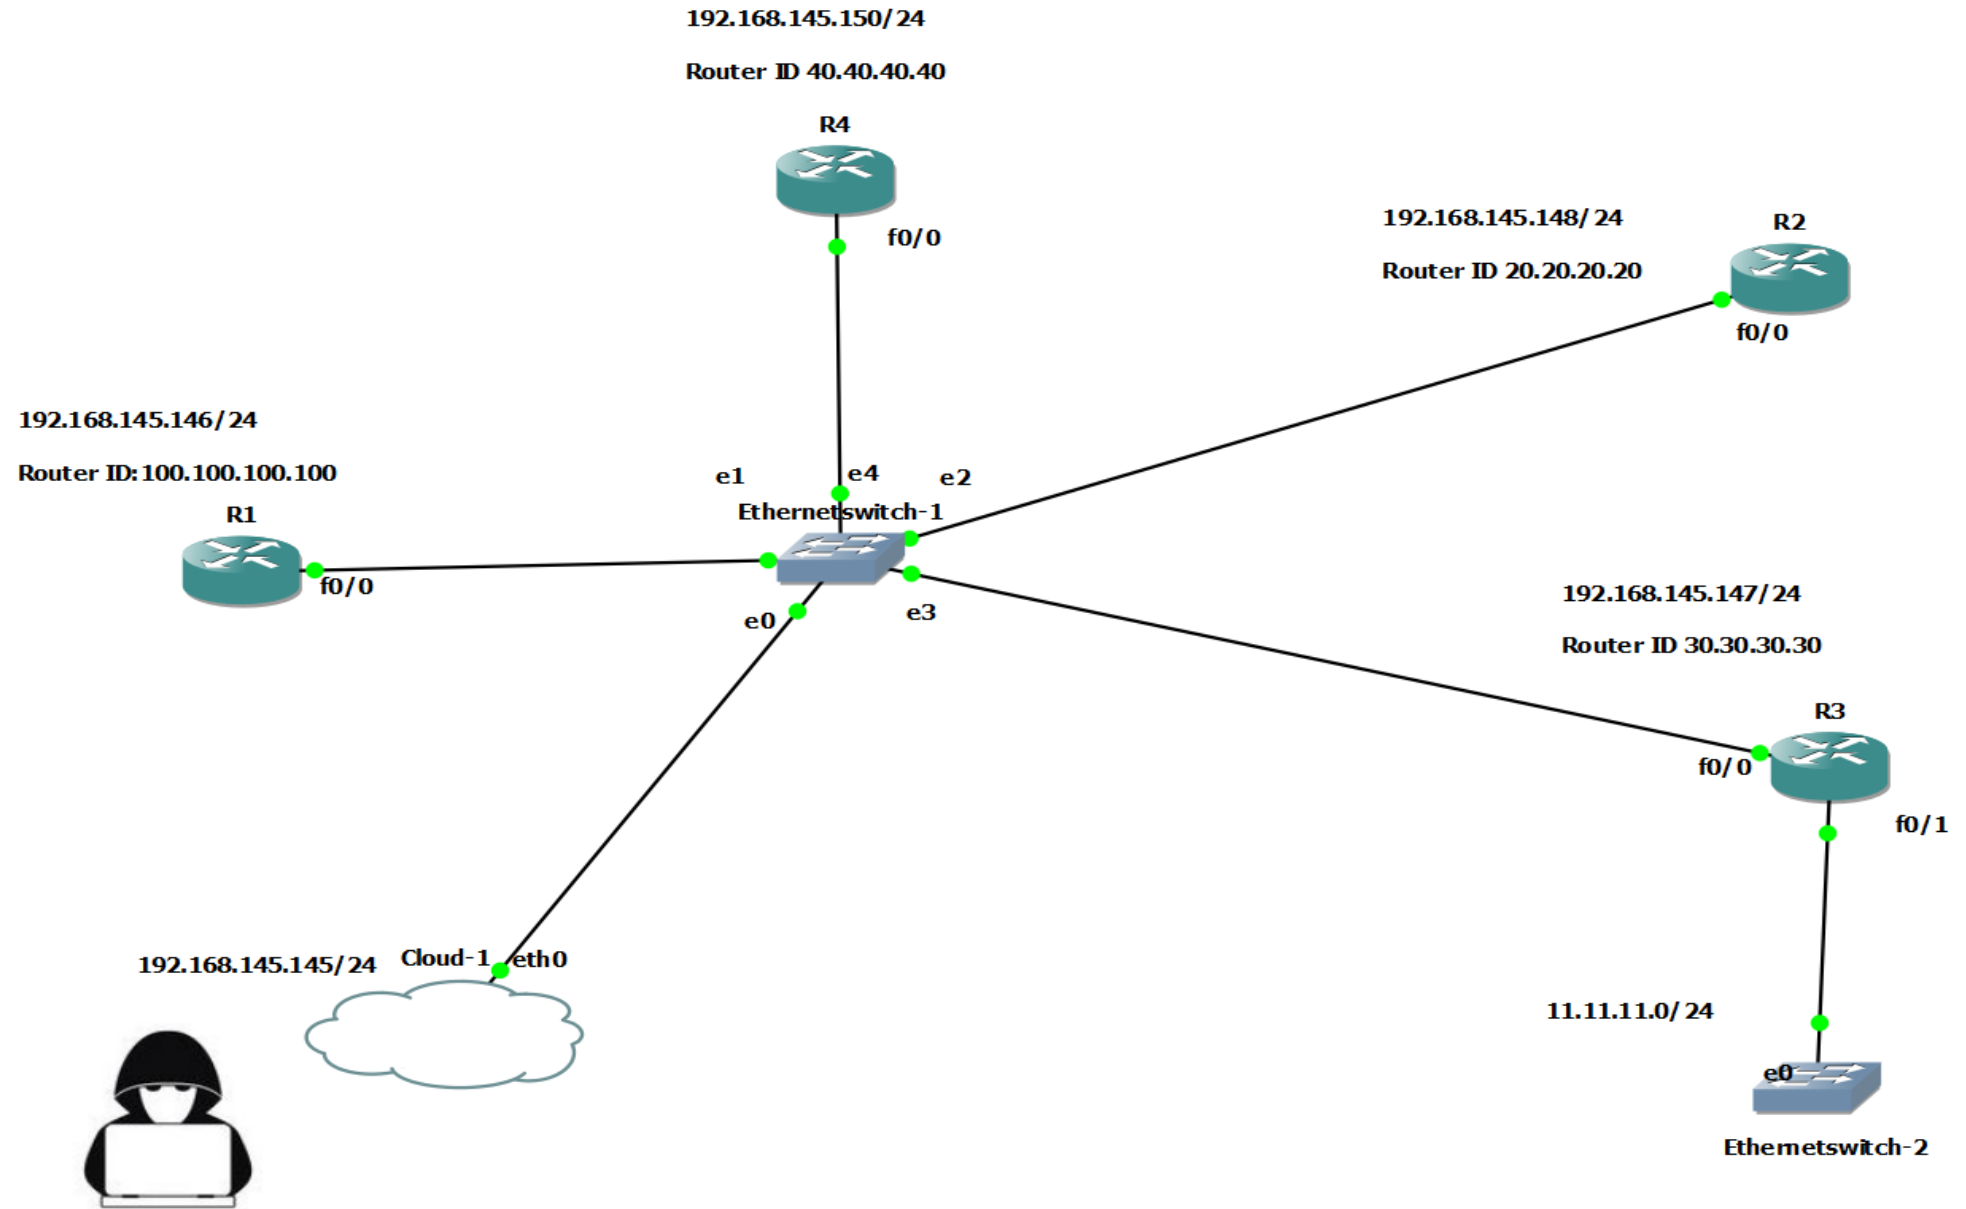 192.168.145.150/24
Router ID 40.40.40.40
R4
f0/0
192.168.145.148/24
R2
Router ID 20.20.20.20
f0/0
192.168.145.146/24
Router ID:100.100.100.100
R1
f0/0
e1
e4
e2
Ethernetswitch-1
e0
e3
192.168.145.147/24
Router ID 30.30.30.30
R3
f0/0
f0/1
192.168.145.145/24
Cloud-1
eth0
11.11.11.0/24
e0
Ethernetswitch-2